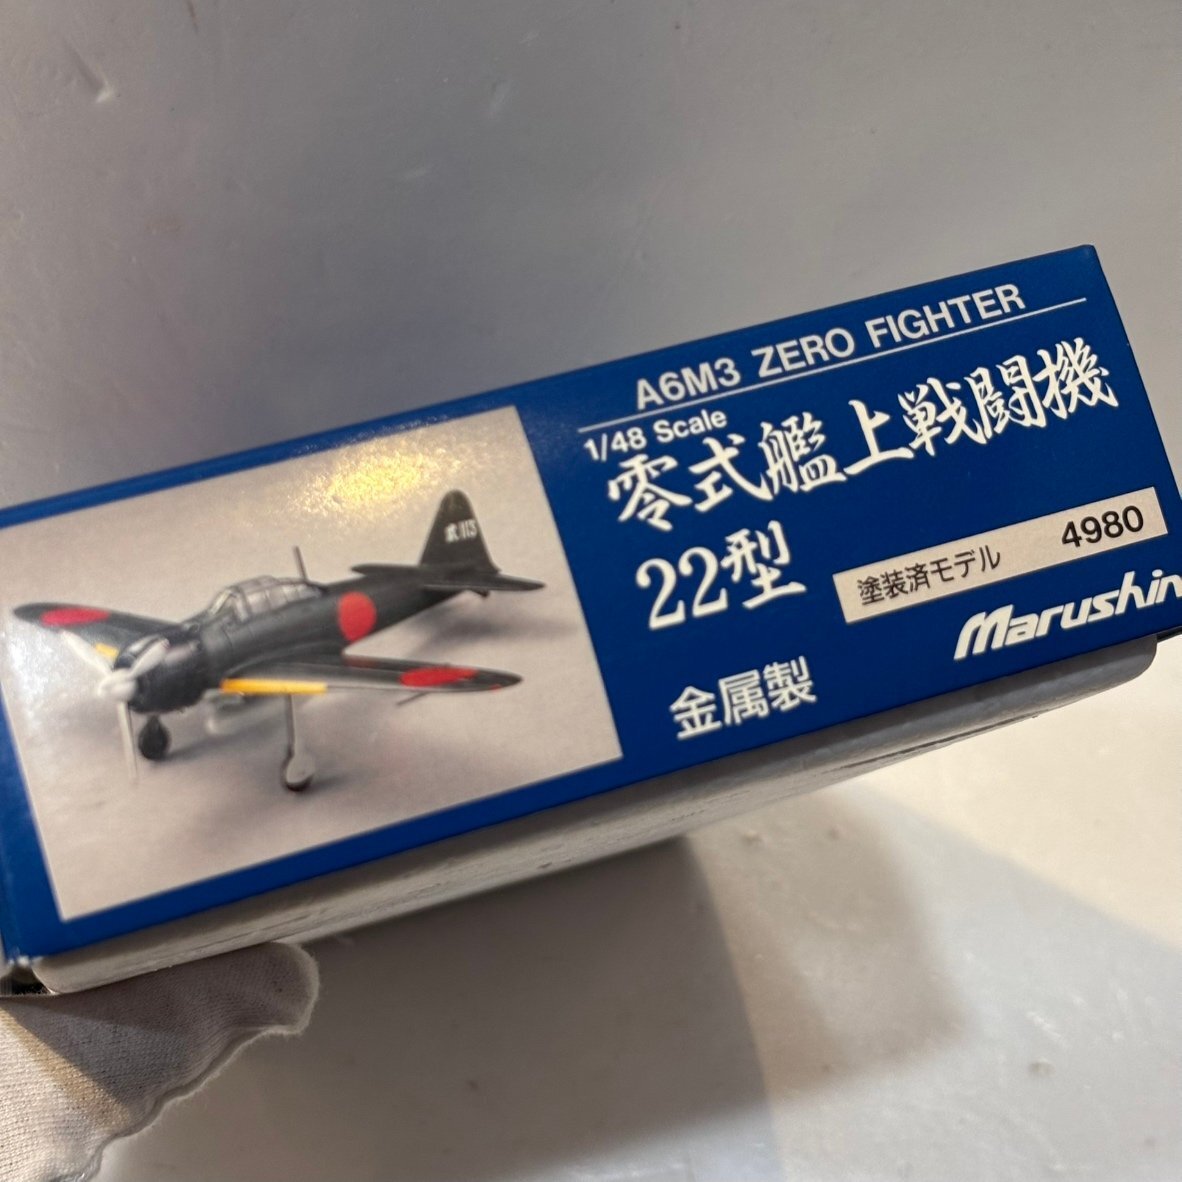 A6M3 ZERO FIGHTER
1/48 Scale
零式艦上戦闘機
22型
塗装済モデル 4980
Marushin
金属製